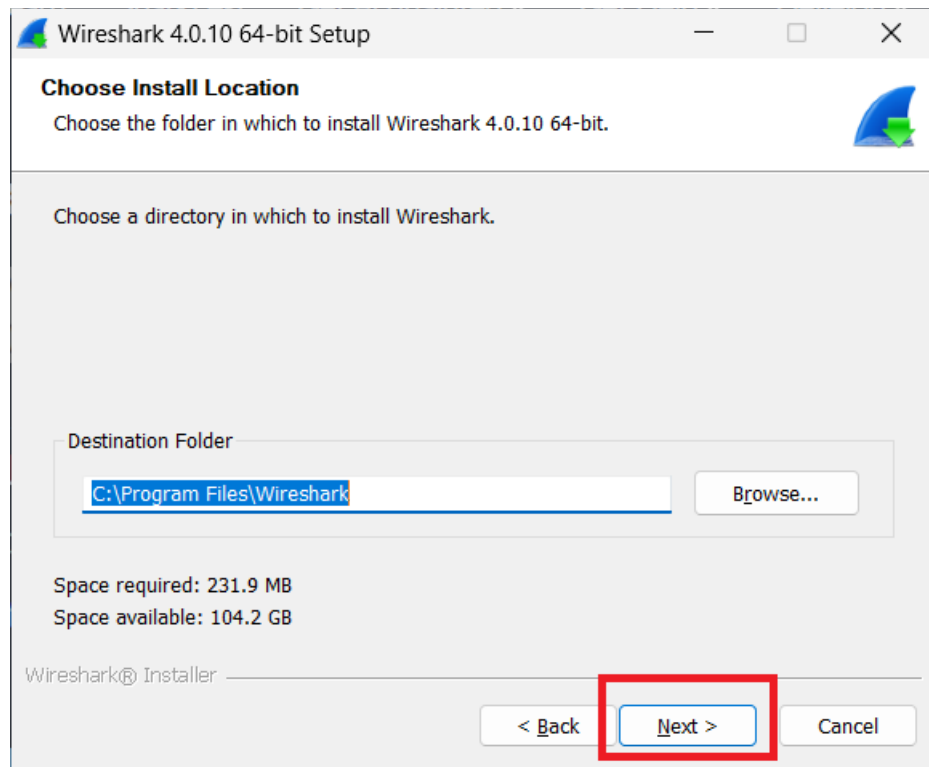 Wireshark 4.0.10 64-bit Setup
Choose Install Location
Choose the folder in which to install Wireshark 4.0.10 64-bit.
Choose a directory in which to install Wireshark.
Destination Folder
C:\Program Files\Wireshark
Browse...
Space required: 231.9 MB
Space available: 104.2 GB
Wireshark® Installer
< Back
Next >
Cancel